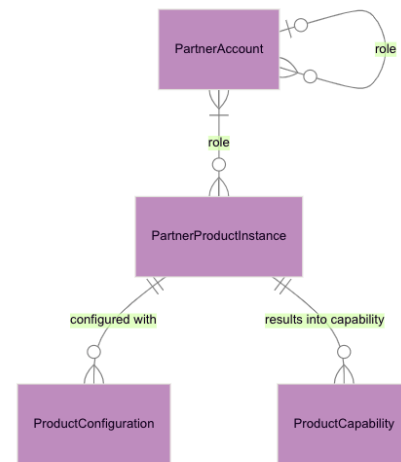 PartnerAccount
role
role
PartnerProductInstance
configured with
results into capability
ProductConfiguration
ProductCapability